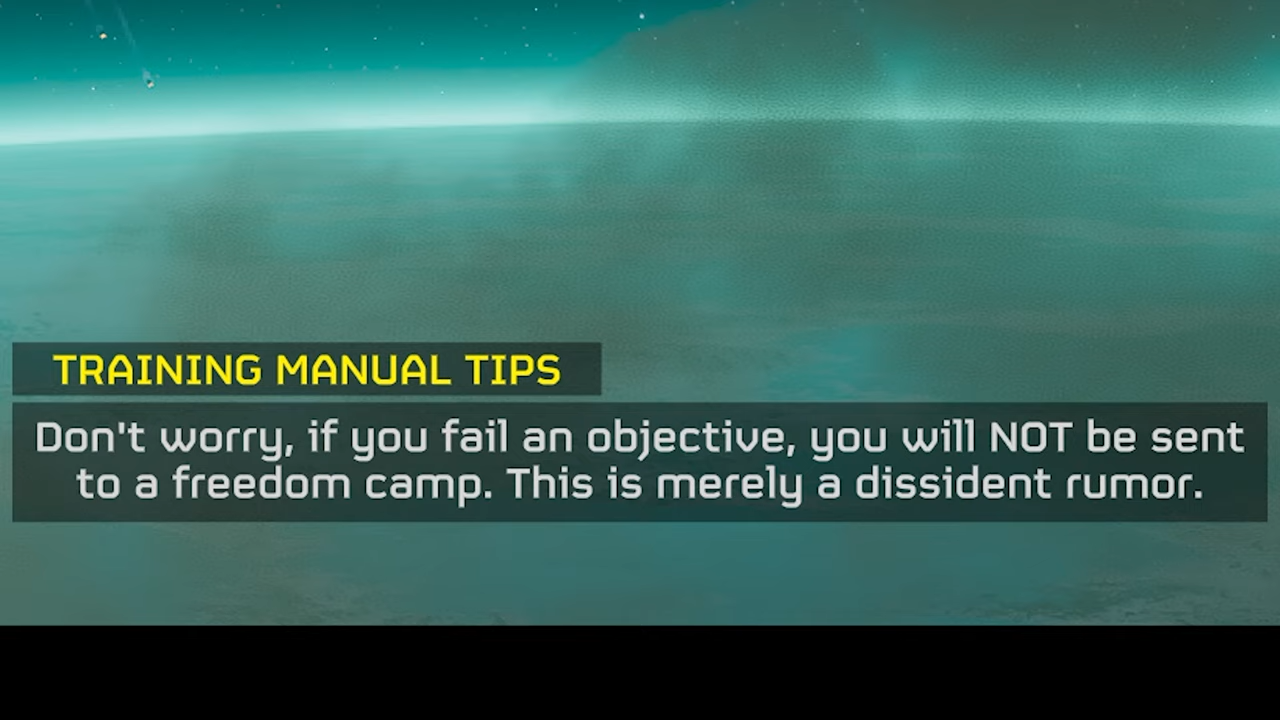 TRAINING MANUAL TIPS
Don't worry, if you fail an objective, you will NOT be sent
to a freedom camp. This is merely a dissident rumor.